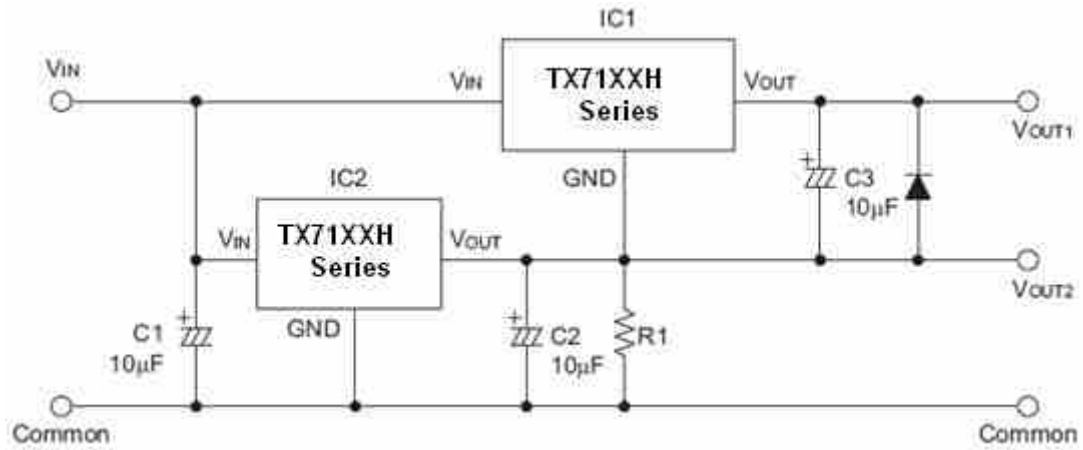 IC1
VIN
VIN
TX71XXH
Series
VOUT
VOUT1
GND
C3
10µF
IC2
VIN
TX71XXH
Series
VOUT
VOUT2
GND
C1
10µF
C2
10µF
R1
Common
Common